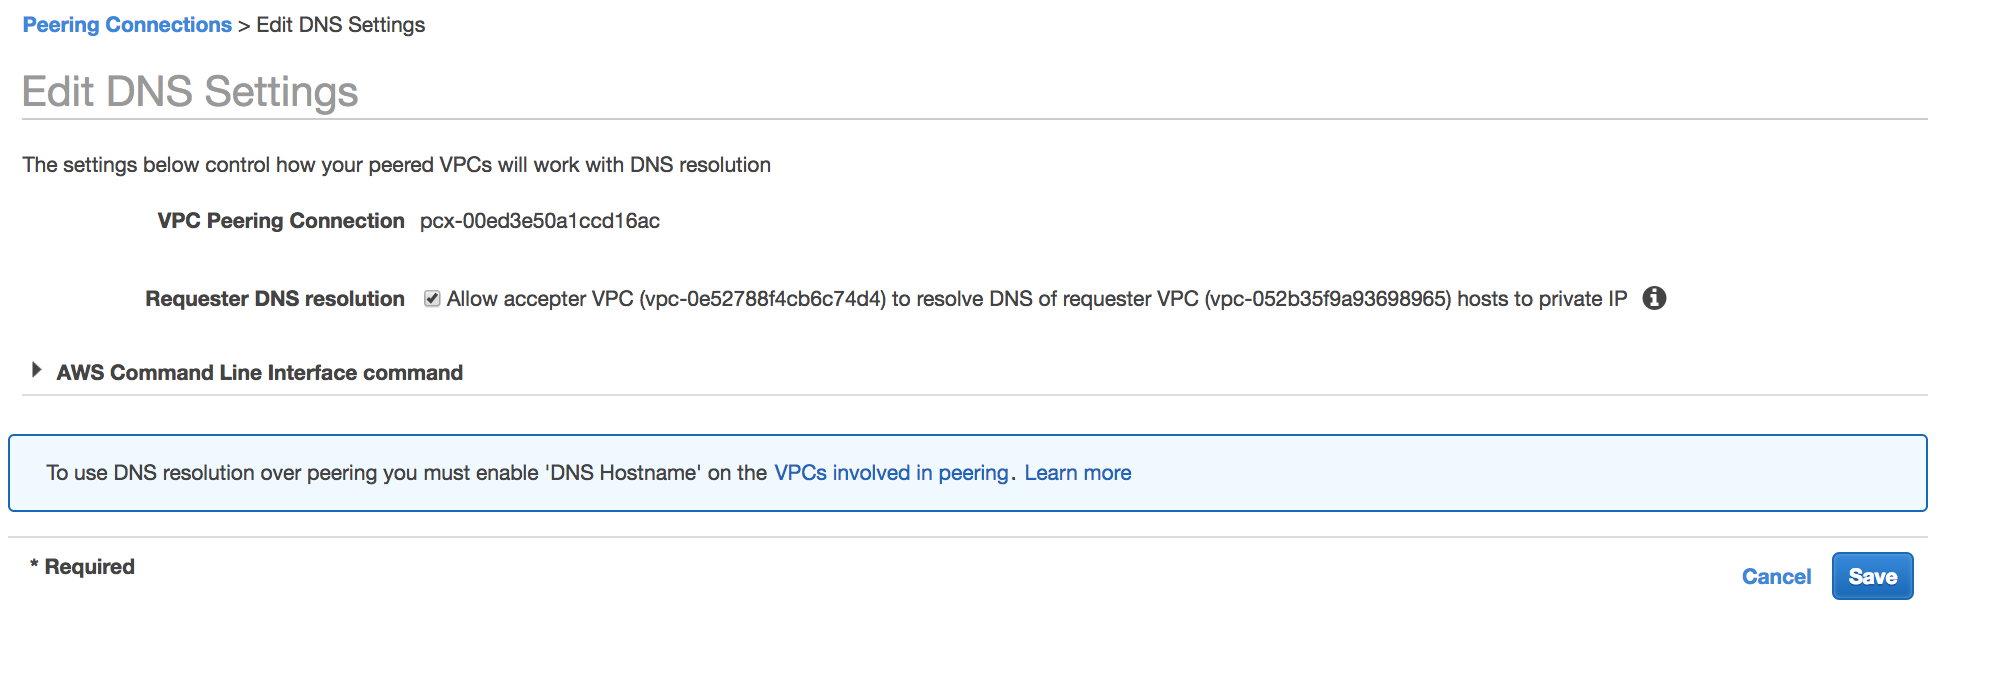 Peering Connections > Edit DNS Settings
Edit DNS Settings
The settings below control how your peered VPCs will work with DNS resolution
VPC Peering Connection pcx-00ed3e50a1ccd16ac
Requester DNS resolution Allow accepter VPC (vpc-0e52788f4cb6c74d4) to resolve DNS of requester VPC (vpc-052b35f9a93698965) hosts to private IP
AWS Command Line Interface command
To use DNS resolution over peering you must enable 'DNS Hostname' on the VPCs involved in peering. Learn more
* Required
Cancel Save